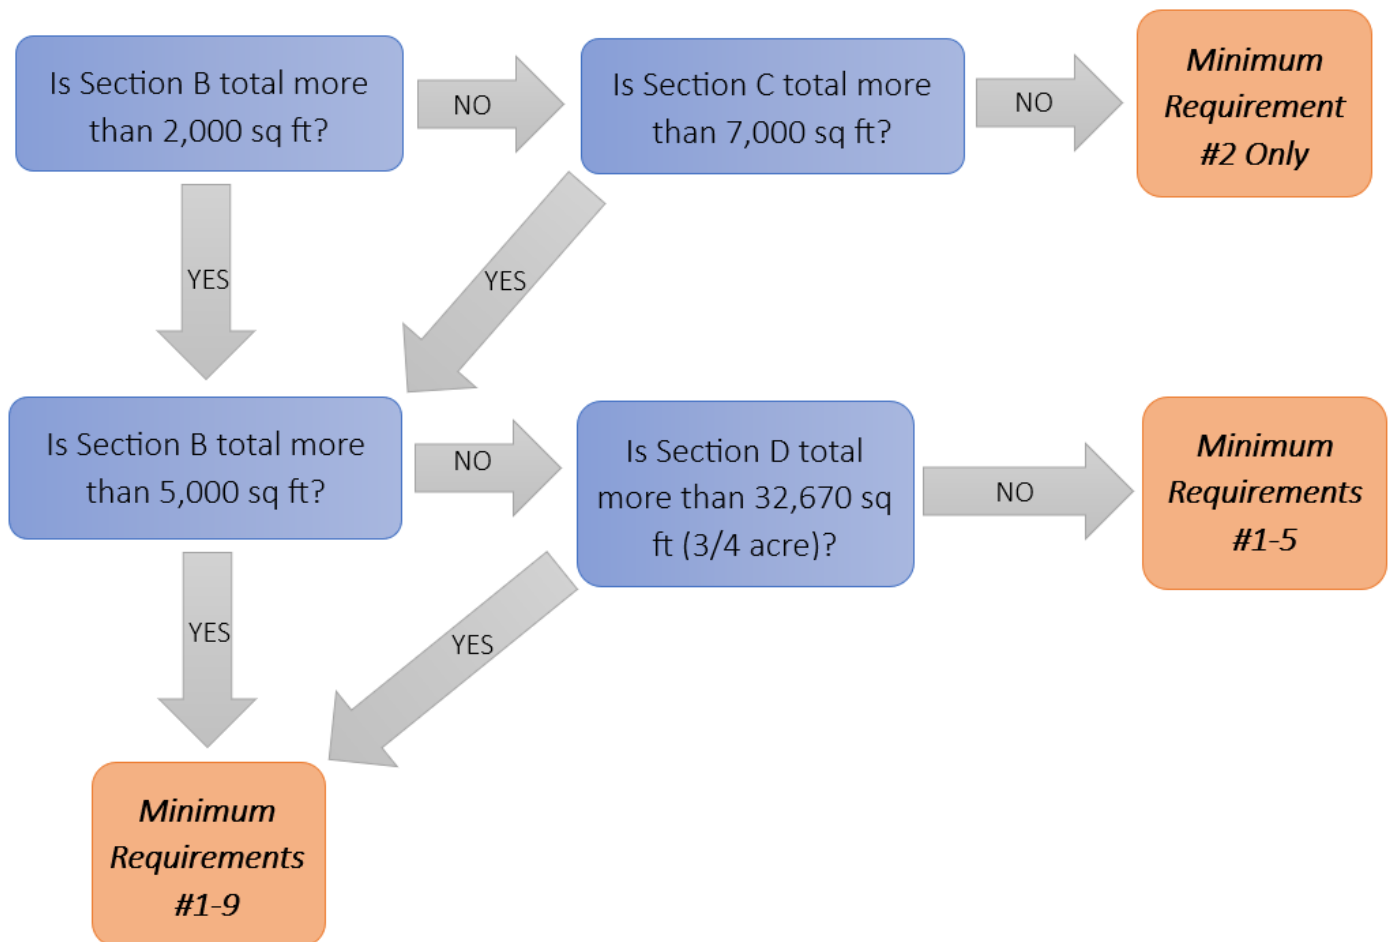 Is Section B total more
than 2,000 sq ft?
NO
Is Section C total more
than 7,000 sq ft?
NO
Minimum
Requirement
#2 Only
YES
YES
Is Section B total more
than 5,000 sq ft?
NO
Is Section D total
more than 32,670 sq
ft (3/4 acre)?
NO
Minimum
Requirements
#1-5
YES
YES
Minimum
Requirements
#1-9